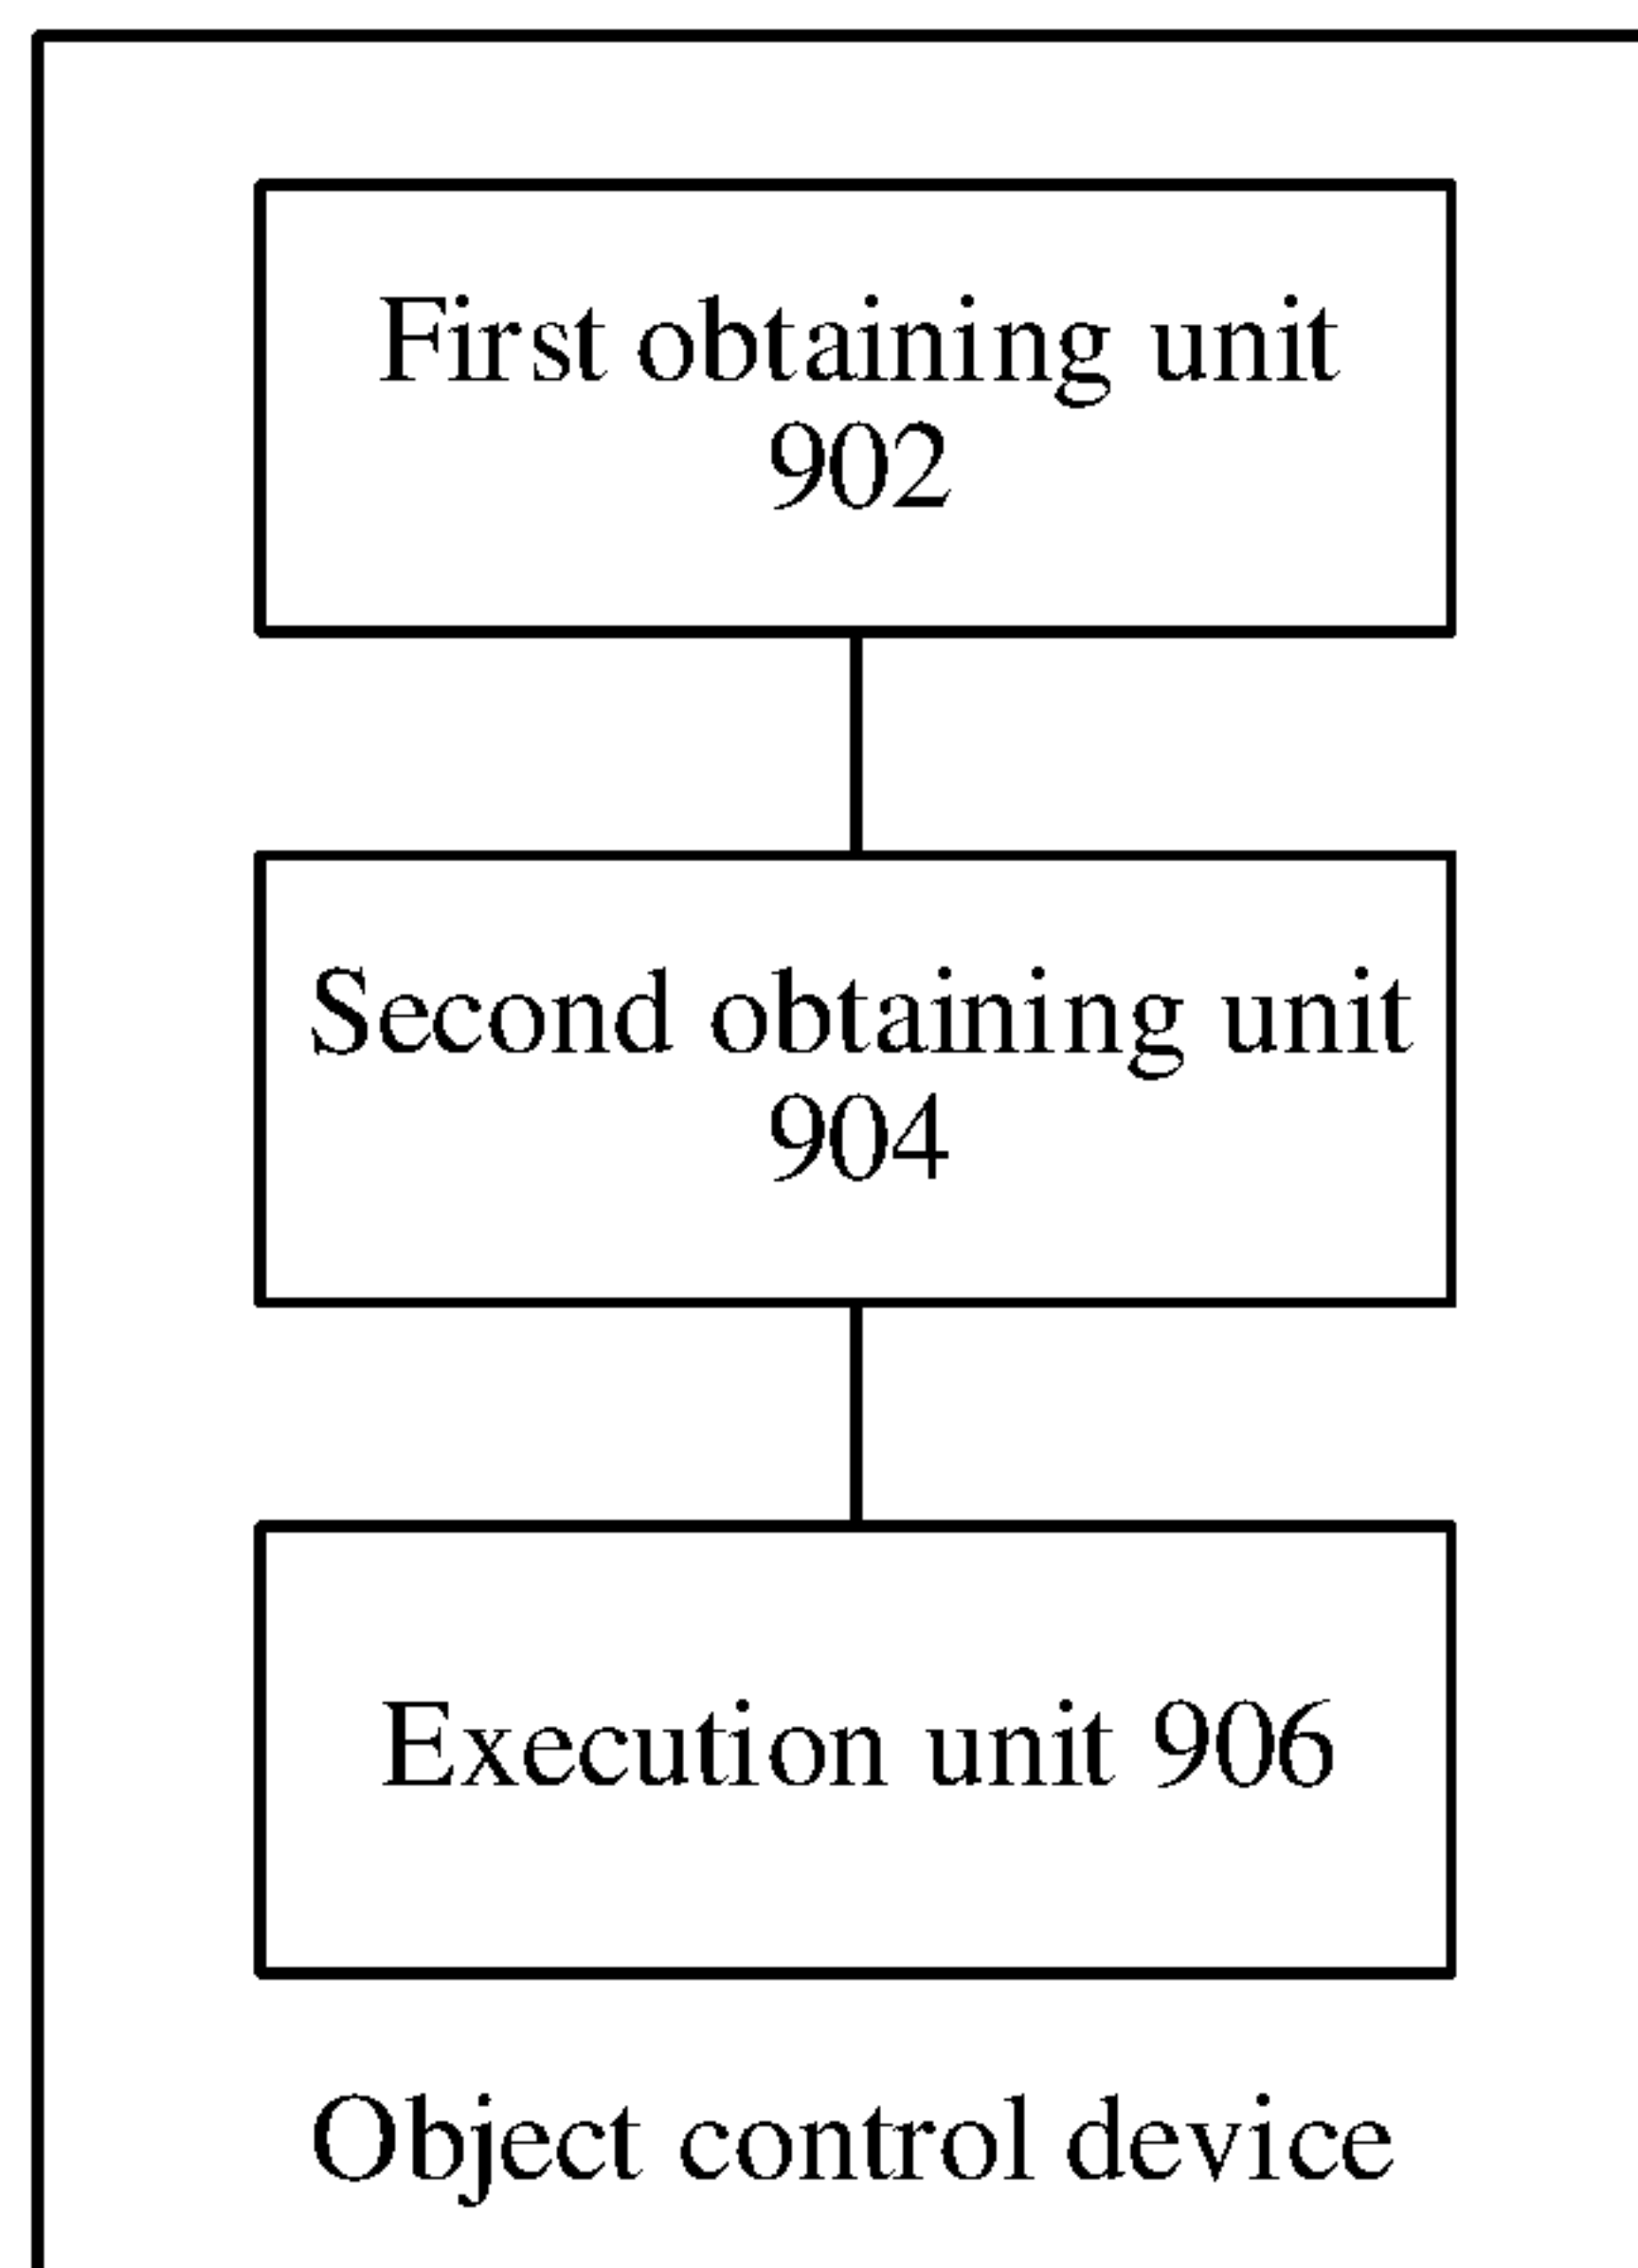 First obtaining unit
902
Second obtaining unit
904
Execution unit 906
Object control device